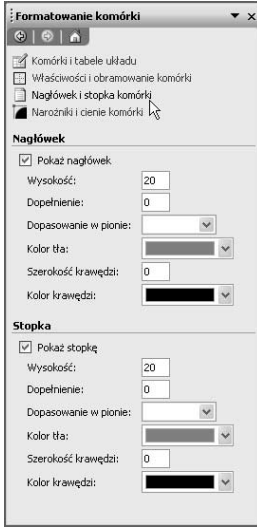 Formatowanie komórki
Komórki i tabele układu
Właściwości i obramowanie komórki
Nagłówek i stopka komórki
Narożniki i cienie komórki
Nagłówek
Pokaż nagłówek
Wysokość: 20
Dopełnienie: 0
Dopasowanie w pionie:
Kolor tła:
Szerokość krawędzi: 0
Kolor krawędzi:
Stopka
Pokaż stopkę
Wysokość: 20
Dopełnienie: 0
Dopasowanie w pionie:
Kolor tła:
Szerokość krawędzi: 0
Kolor krawędzi: